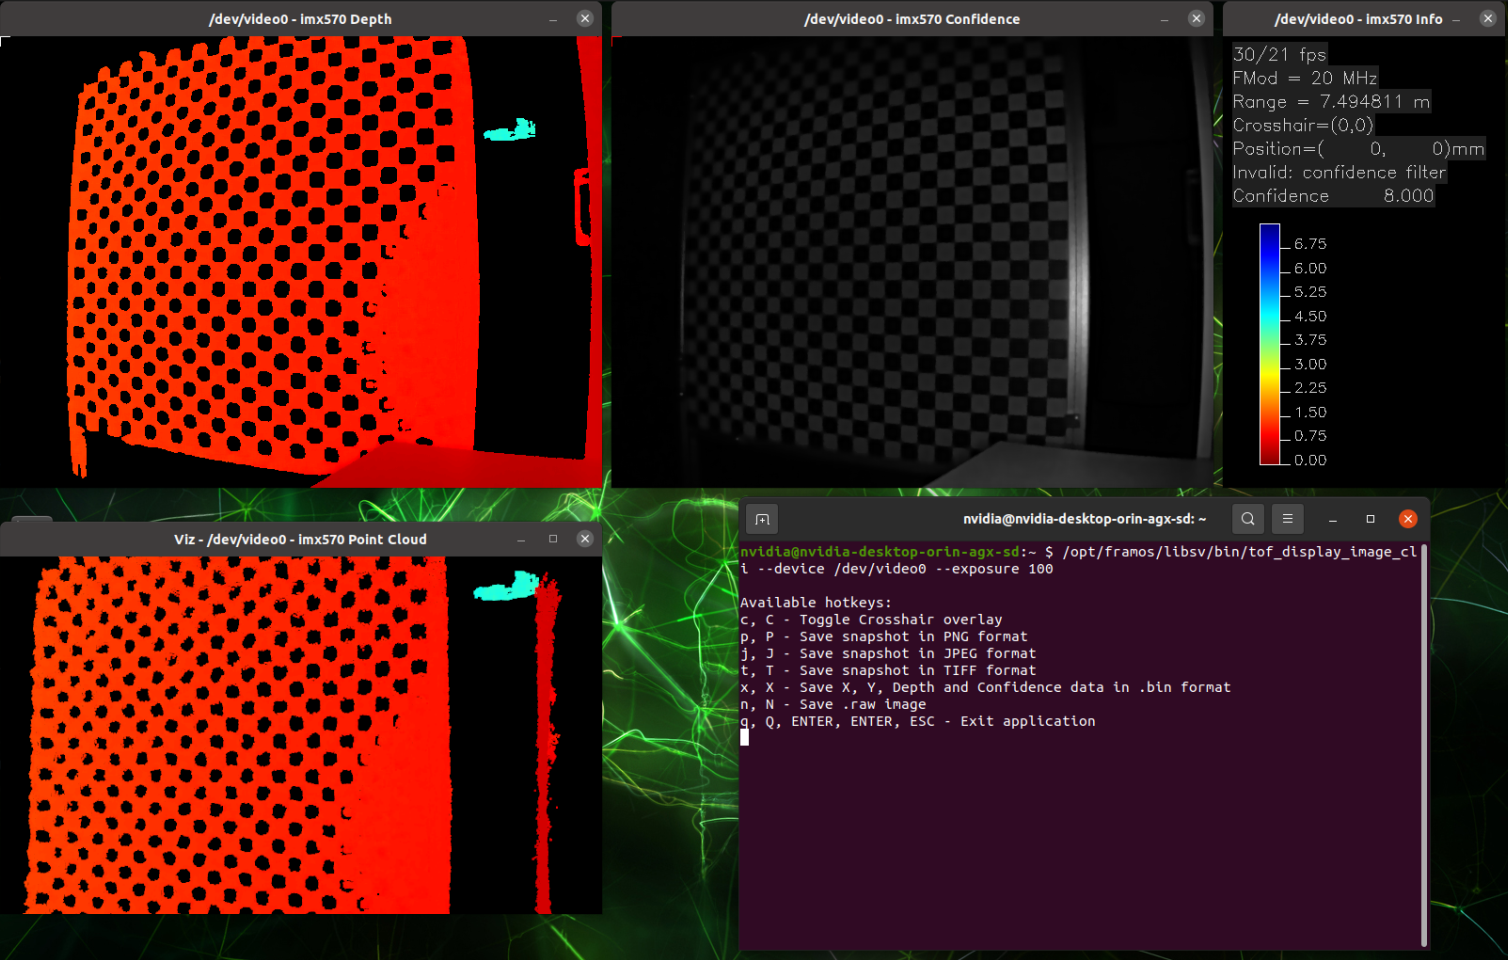 /dev/video0 - imx570 Depth
/dev/video0 - imx570 Confidence
/dev/video0 - imx570 Info
30/21 fps
FMod = 20 MHz
Range = 7.494811 m
Crosshair=(0,0)
Position=( 0, 0)mm
Invalid: confidence filter
Confidence 8.000
6.75
6.00
5.25
4.50
3.75
3.00
2.25
1.50
0.75
0.00
Viz - /dev/video0 - imx570 Point Cloud
nvidia@nvidia-desktop-orin-agx-sd: ~
nvidia@nvidia-desktop-orin-agx-sd:~ $ /opt/framos/libsv/bin/tof_display_image_cl
i --device /dev/video0 --exposure 100
Available hotkeys:
c, C - Toggle Crosshair overlay
p, P - Save snapshot in PNG format
j, J - Save snapshot in JPEG format
t, T - Save snapshot in TIFF format
x, X - Save X, Y, Depth and Confidence data in .bin format
n, N - Save .raw image
q, Q, ENTER, ENTER, ESC - Exit application